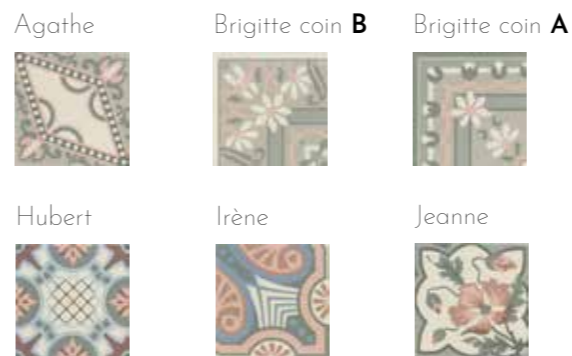 Agathe
Brigitte coin B
Brigitte coin A
Hubert
Irène
Jeanne